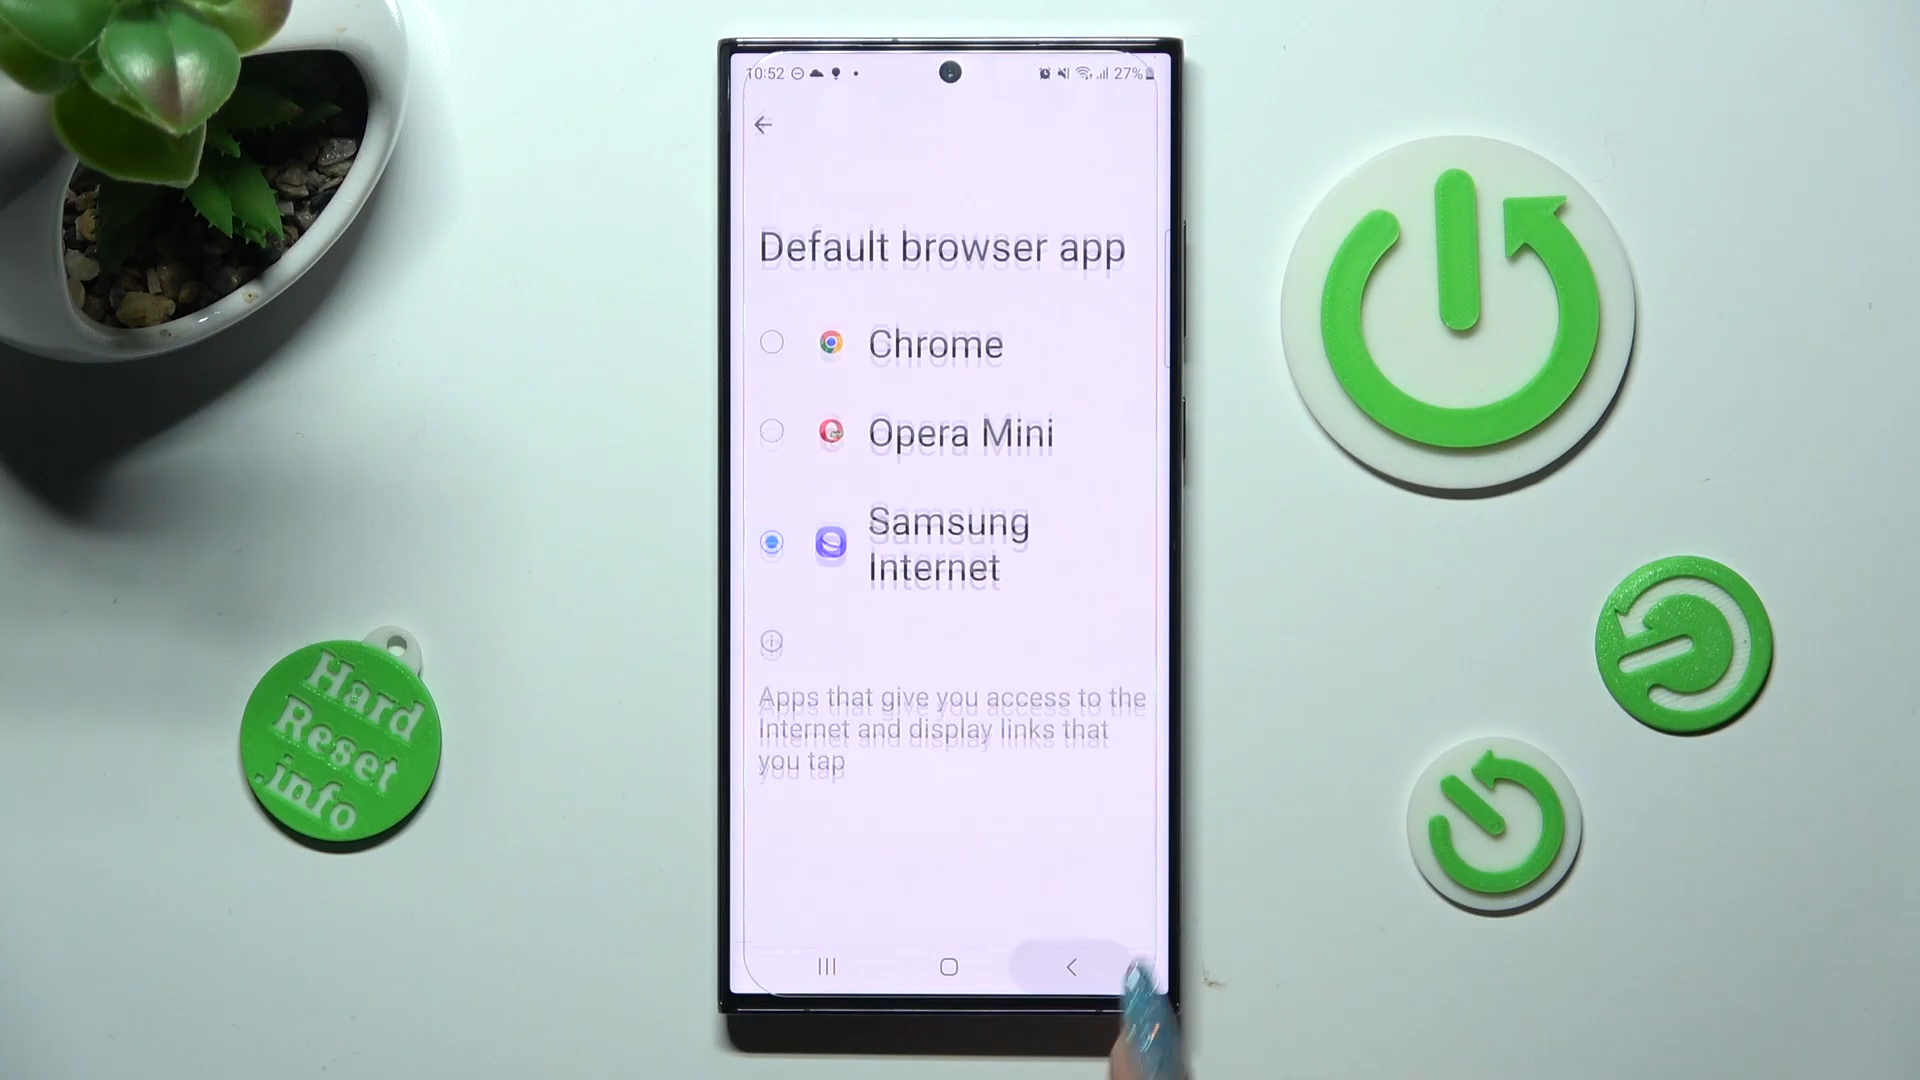 10:52
27%
Default browser app
Chrome
Opera Mini
Samsung
Internet
Apps that give you access to the
Internet and display links that
you tap
Hard
Reset
.info